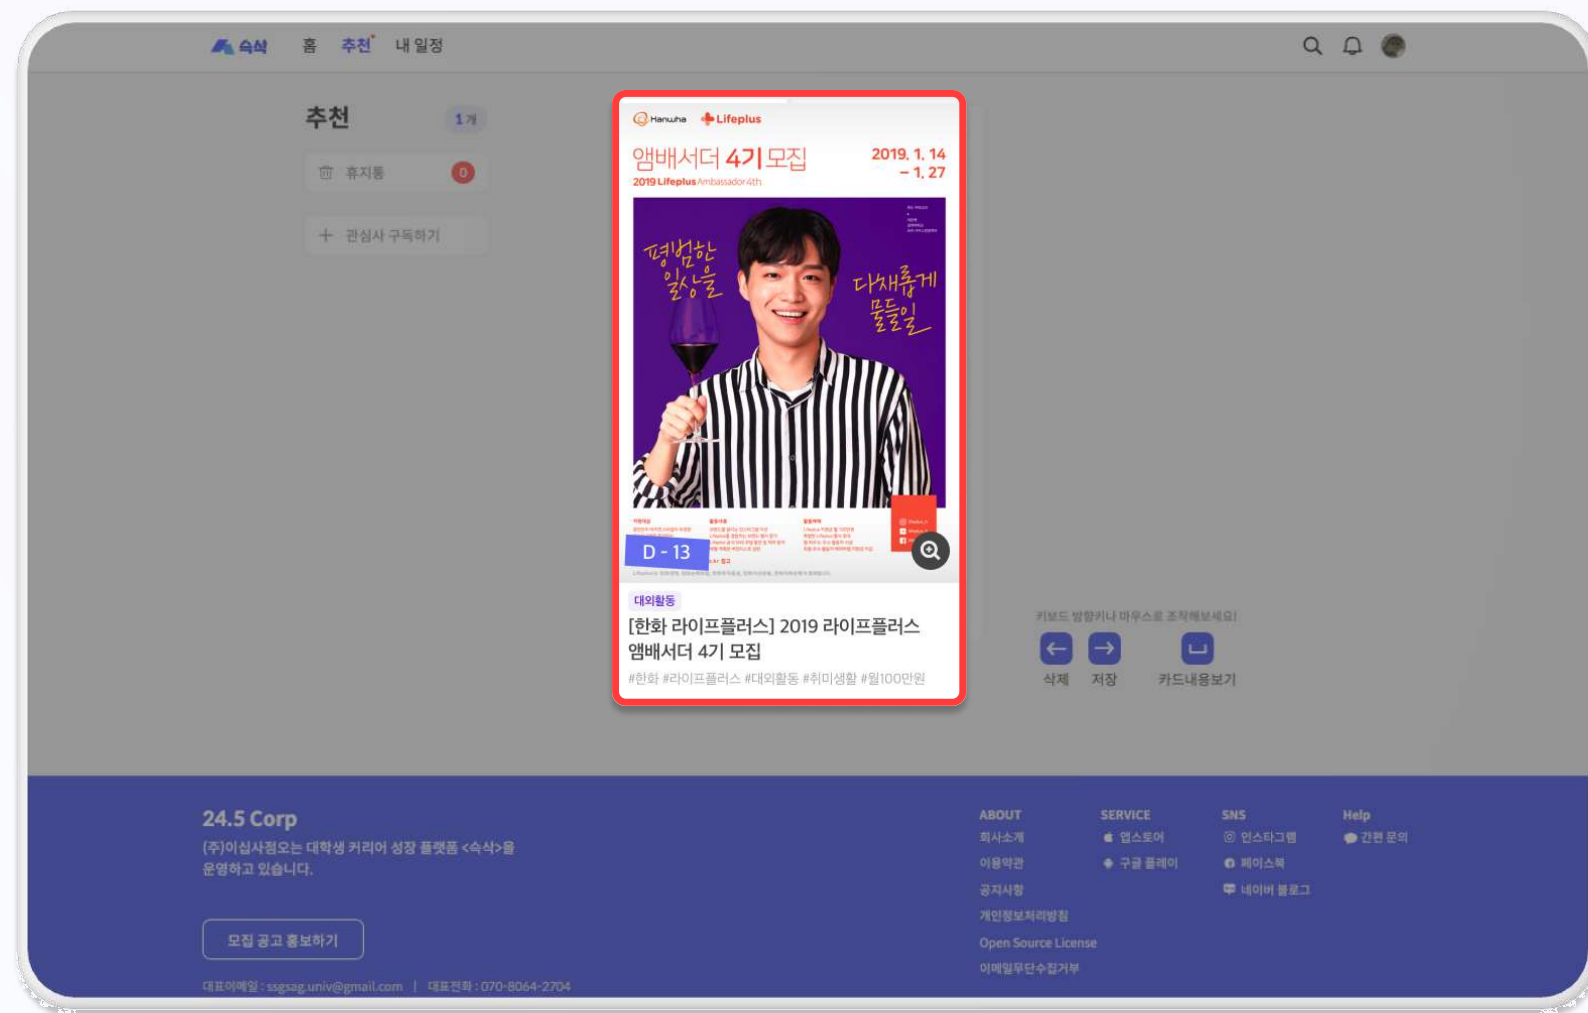 숙삭 홈 추천 내 일정
추천 1개
휴지통 0
관심사 구독하기
Hanwha Lifeplus
앰배서더 4기 모집
2019 Lifeplus Ambassador 4th
2019. 1. 14
– 1. 27
평범한
일상을
다채롭게
물들일
지원대상 활동내용 활동혜택
D - 13
대외활동
[한화 라이프플러스] 2019 라이프플러스
앰배서더 4기 모집
#한화 #라이프플러스 #대외활동 #취미생활 #월100만원
키보드 방향키나 마우스로 조작해보세요!
삭제 저장 카드내용보기
24.5 Corp
(주)이십사점오는 대학생 커리어 성장 플랫폼 <슥삭>을
운영하고 있습니다.
모집 공고 홍보하기
대표이메일 : ssgsag.univ@gmail.com | 대표전화 : 070-8064-2704
ABOUT
회사소개
이용약관
공지사항
개인정보처리방침
Open Source License
이메일무단수집거부
SERVICE
앱스토어
구글 플레이
SNS
인스타그램
페이스북
네이버 블로그
Help
간편 문의